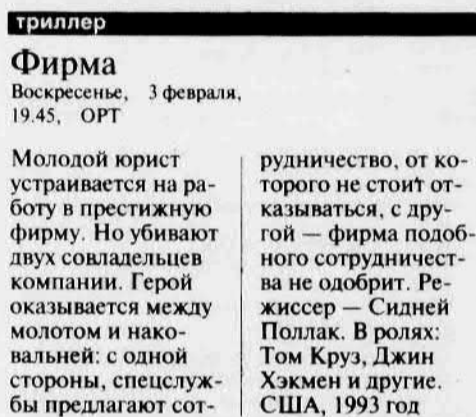 триллер
Фирма
Воскресенье, 3 февраля,
19.45, ОРТ
Молодой юрист
устраивается на ра-
боту в престижную
фирму. Но убивают
двух совладельцев
компании. Герой
оказывается между
молотом и нако-
вальней: с одной
стороны, спецслуж-
бы предлагают сот-
рудничество, от ко-
торого не стоит от-
казываться, с дру-
гой — фирма подоб-
ного сотрудничест-
ва не одобрит. Ре-
жиссер — Сидней
Поллак. В ролях:
Том Круз, Джин
Хэкмен и другие.
США, 1993 год